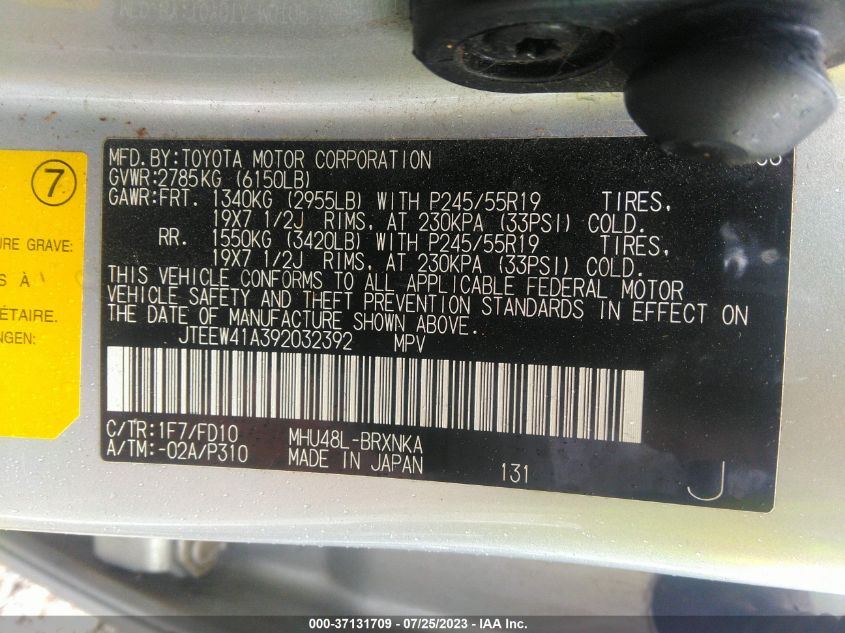 7
URE GRAVE:
S À
ÉTAIRE.
NGEN:
MFD.BY:TOYOTA MOTOR CORPORATION
GVWR:2785KG (6150LB)
GAWR:FRT. 1340KG (2955LB) WITH P245/55R19 TIRES,
19X7 1/2J RIMS, AT 230KPA (33PSI) COLD.
RR. 1550KG (3420LB) WITH P245/55R19 TIRES,
19X7 1/2J RIMS, AT 230KPA (33PSI) COLD.
THIS VEHICLE CONFORMS TO ALL APPLICABLE FEDERAL MOTOR
VEHICLE SAFETY AND THEFT PREVENTION STANDARDS IN EFFECT ON
THE DATE OF MANUFACTURE SHOWN ABOVE.
JTEEW41A392032392 MPV
C/TR:1F7/FD10 MHU48L-BRXNKA
A/TM:-02A/P310 MADE IN JAPAN 131 J
000-37131709 - 07/25/2023 - © IAA Inc.